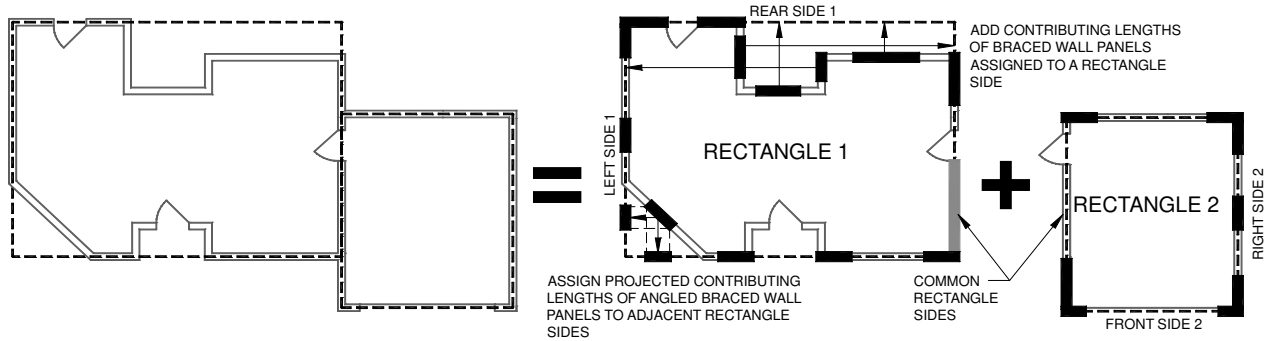 REAR SIDE 1
ADD CONTRIBUTING LENGTHS
OF BRACED WALL PANELS
ASSIGNED TO A RECTANGLE
SIDE
LEFT SIDE 1
RECTANGLE 1
RECTANGLE 2
RIGHT SIDE 2
ASSIGN PROJECTED CONTRIBUTING
LENGTHS OF ANGLED BRACED WALL
PANELS TO ADJACENT RECTANGLE
SIDES
COMMON
RECTANGLE
SIDES
FRONT SIDE 2